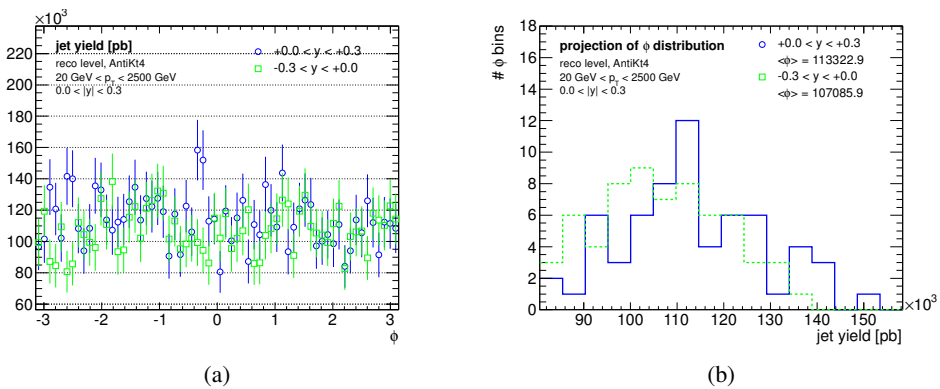 ×10³
220
200
180
160
140
120
100
80
60
jet yield [pb]
reco level, AntiKt4
20 GeV < p_T < 2500 GeV
0.0 < |y| < 0.3
+0.0 < y < +0.3
-0.3 < y < +0.0
-3 -2 -1 0 1 2 3
ϕ
(a)
# ϕ bins
18
16
14
12
10
8
6
4
2
0
projection of ϕ distribution
reco level, AntiKt4
20 GeV < p_T < 2500 GeV
0.0 < |y| < 0.3
+0.0 < y < +0.3
<ϕ> = 113322.9
-0.3 < y < +0.0
<ϕ> = 107085.9
90 100 110 120 130 140 150
×10³
jet yield [pb]
(b)